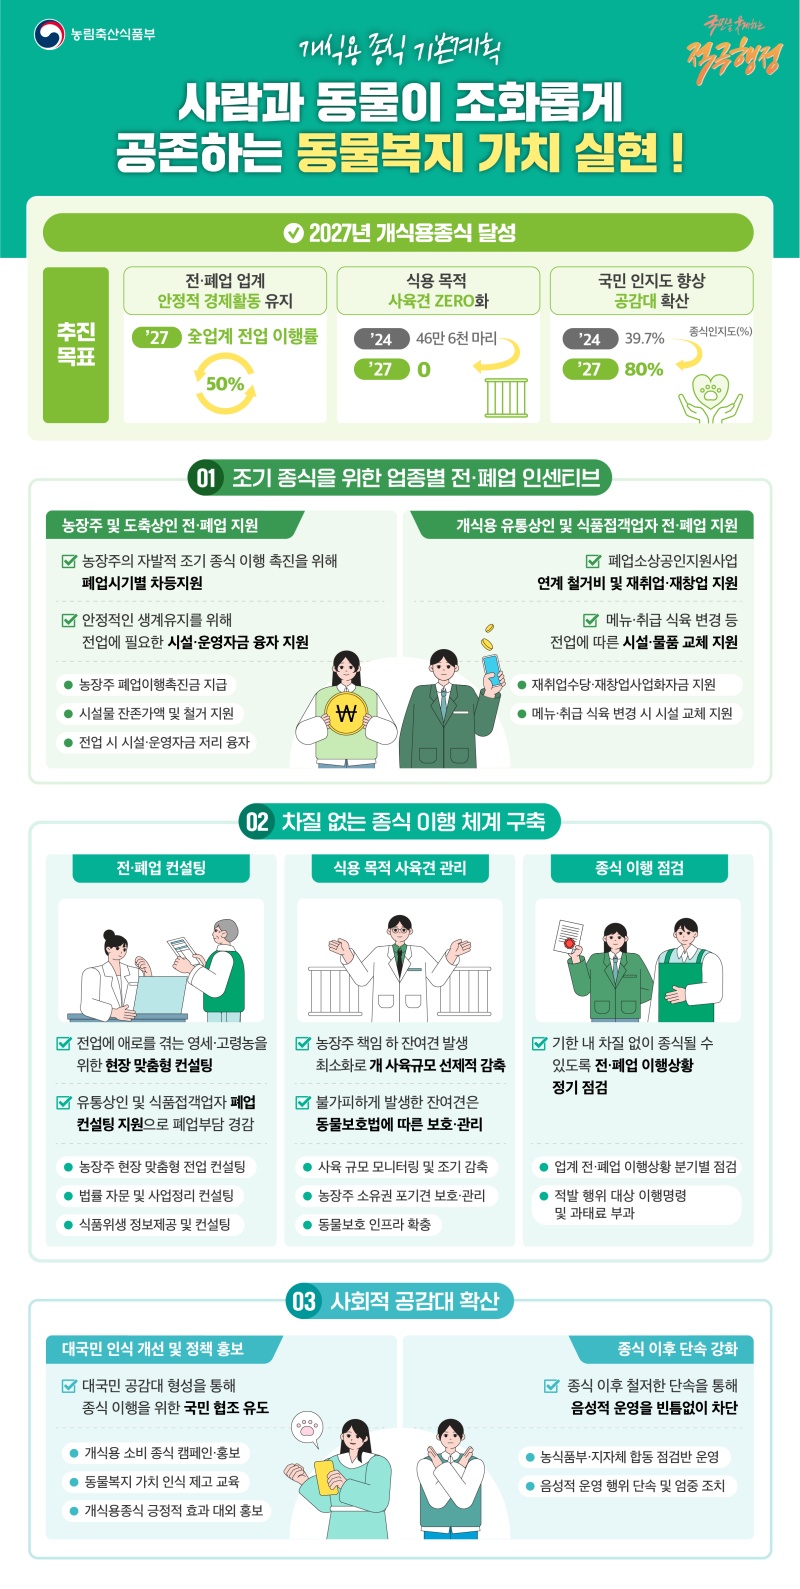 농림축산식품부
국민과 함께하는
적극행정
개식용 종식 기본계획
사람과 동물이 조화롭게
공존하는 동물복지 가치 실현 !
2027년 개식용종식 달성
추진
목표
전·폐업 업계
안정적 경제활동 유지
'27 全업계 전업 이행률
50%
식용 목적
사육견 ZERO화
'24 46만 6천 마리
'27 0
국민 인지도 향상
공감대 확산
종식인지도(%)
'24 39.7%
'27 80%
01 조기 종식을 위한 업종별 전·폐업 인센티브
농장주 및 도축상인 전·폐업 지원
농장주의 자발적 조기 종식 이행 촉진을 위해
폐업시기별 차등지원
안정적인 생계유지를 위해
전업에 필요한 시설·운영자금 융자 지원
농장주 폐업이행촉진금 지급
시설물 잔존가액 및 철거 지원
전업 시 시설·운영자금 저리 융자
₩
개식용 유통상인 및 식품접객업자 전·폐업 지원
폐업소상공인지원사업
연계 철거비 및 재취업·재창업 지원
메뉴·취급 식육 변경 등
전업에 따른 시설·물품 교체 지원
재취업수당·재창업사업화자금 지원
메뉴·취급 식육 변경 시 시설 교체 지원
02 차질 없는 종식 이행 체계 구축
전·폐업 컨설팅
전업에 애로를 겪는 영세·고령농을
위한 현장 맞춤형 컨설팅
유통상인 및 식품접객업자 폐업
컨설팅 지원으로 폐업부담 경감
농장주 현장 맞춤형 전업 컨설팅
법률 자문 및 사업정리 컨설팅
식품위생 정보제공 및 컨설팅
식용 목적 사육견 관리
농장주 책임 하 잔여견 발생
최소화로 개 사육규모 선제적 감축
불가피하게 발생한 잔여견은
동물보호법에 따른 보호·관리
사육 규모 모니터링 및 조기 감축
농장주 소유권 포기견 보호·관리
동물보호 인프라 확충
종식 이행 점검
기한 내 차질 없이 종식될 수
있도록 전·폐업 이행상황
정기 점검
업계 전·폐업 이행상황 분기별 점검
적발 행위 대상 이행명령
및 과태료 부과
03 사회적 공감대 확산
대국민 인식 개선 및 정책 홍보
대국민 공감대 형성을 통해
종식 이행을 위한 국민 협조 유도
개식용 소비 종식 캠페인·홍보
동물복지 가치 인식 제고 교육
개식용종식 긍정적 효과 대외 홍보
종식 이후 단속 강화
종식 이후 철저한 단속을 통해
음성적 운영을 빈틈없이 차단
농식품부·지자체 합동 점검반 운영
음성적 운영 행위 단속 및 엄중 조치